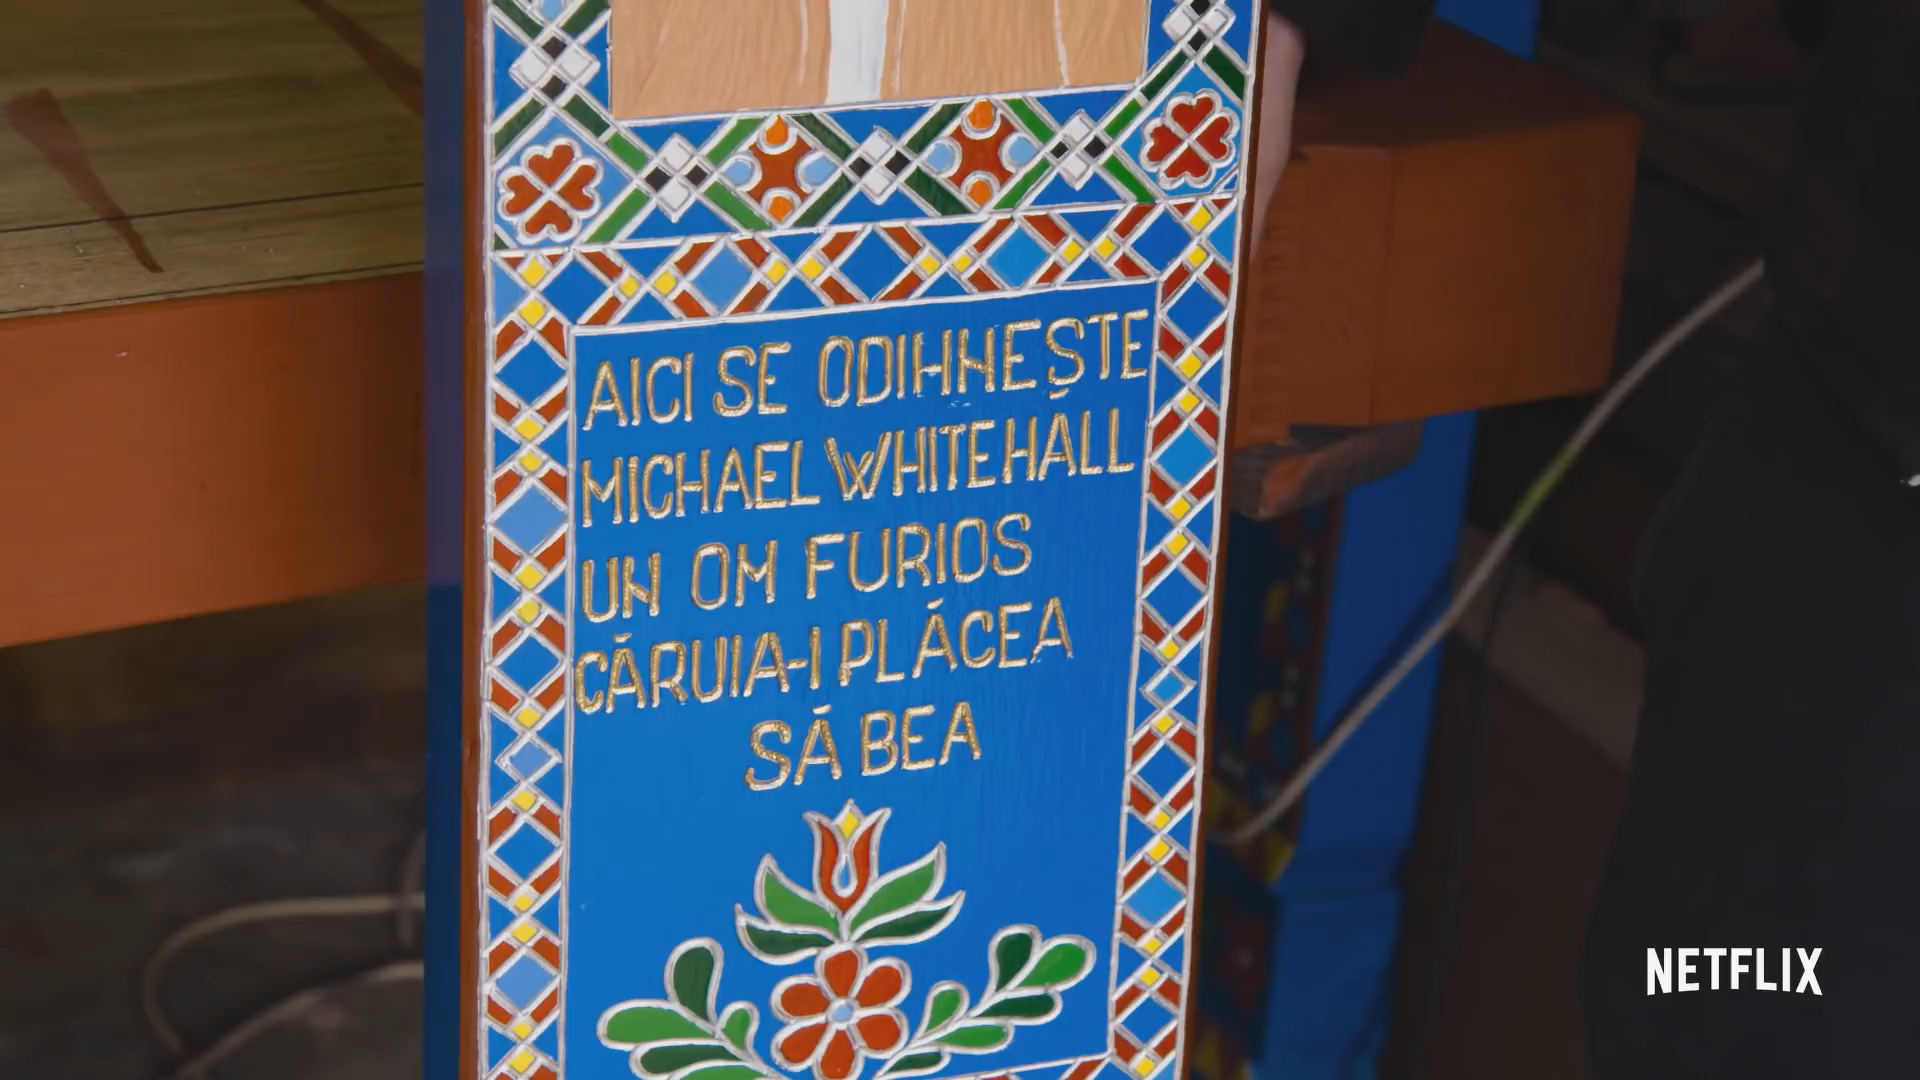 AICI SE ODIHNEȘTE
MICHAEL WHITEHALL
UN OM FURIOS
CĂRUIA-I PLĂCEA
SĂ BEA
NETFLIX